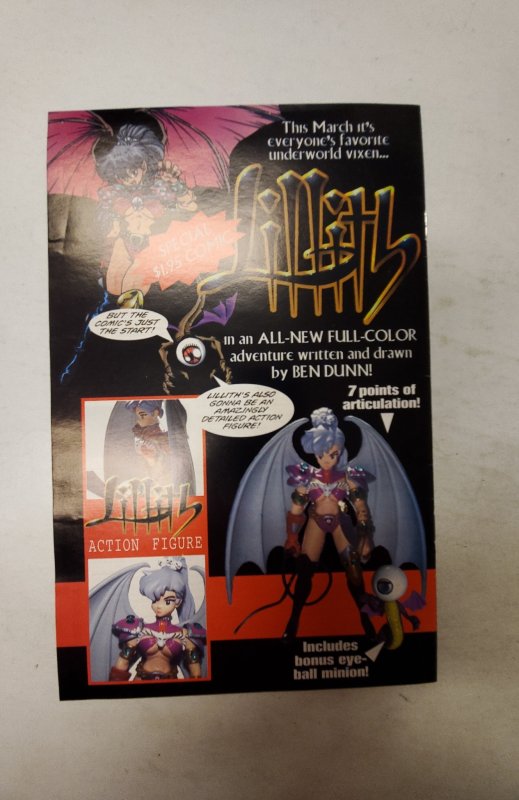 This March it's
everyone's favorite
underworld vixen...
Lillith
SPECIAL
$1.95 COMIC
BUT THE
COMIC'S JUST
THE START!
in an ALL-NEW FULL-COLOR
adventure written and drawn
by BEN DUNN!
LILLITH'S ALSO
GONNA BE AN
AMAZINGLY
DETAILED ACTION
FIGURE!
7 points of
articulation!
Lillith
ACTION FIGURE
Includes
bonus eye-
ball minion!